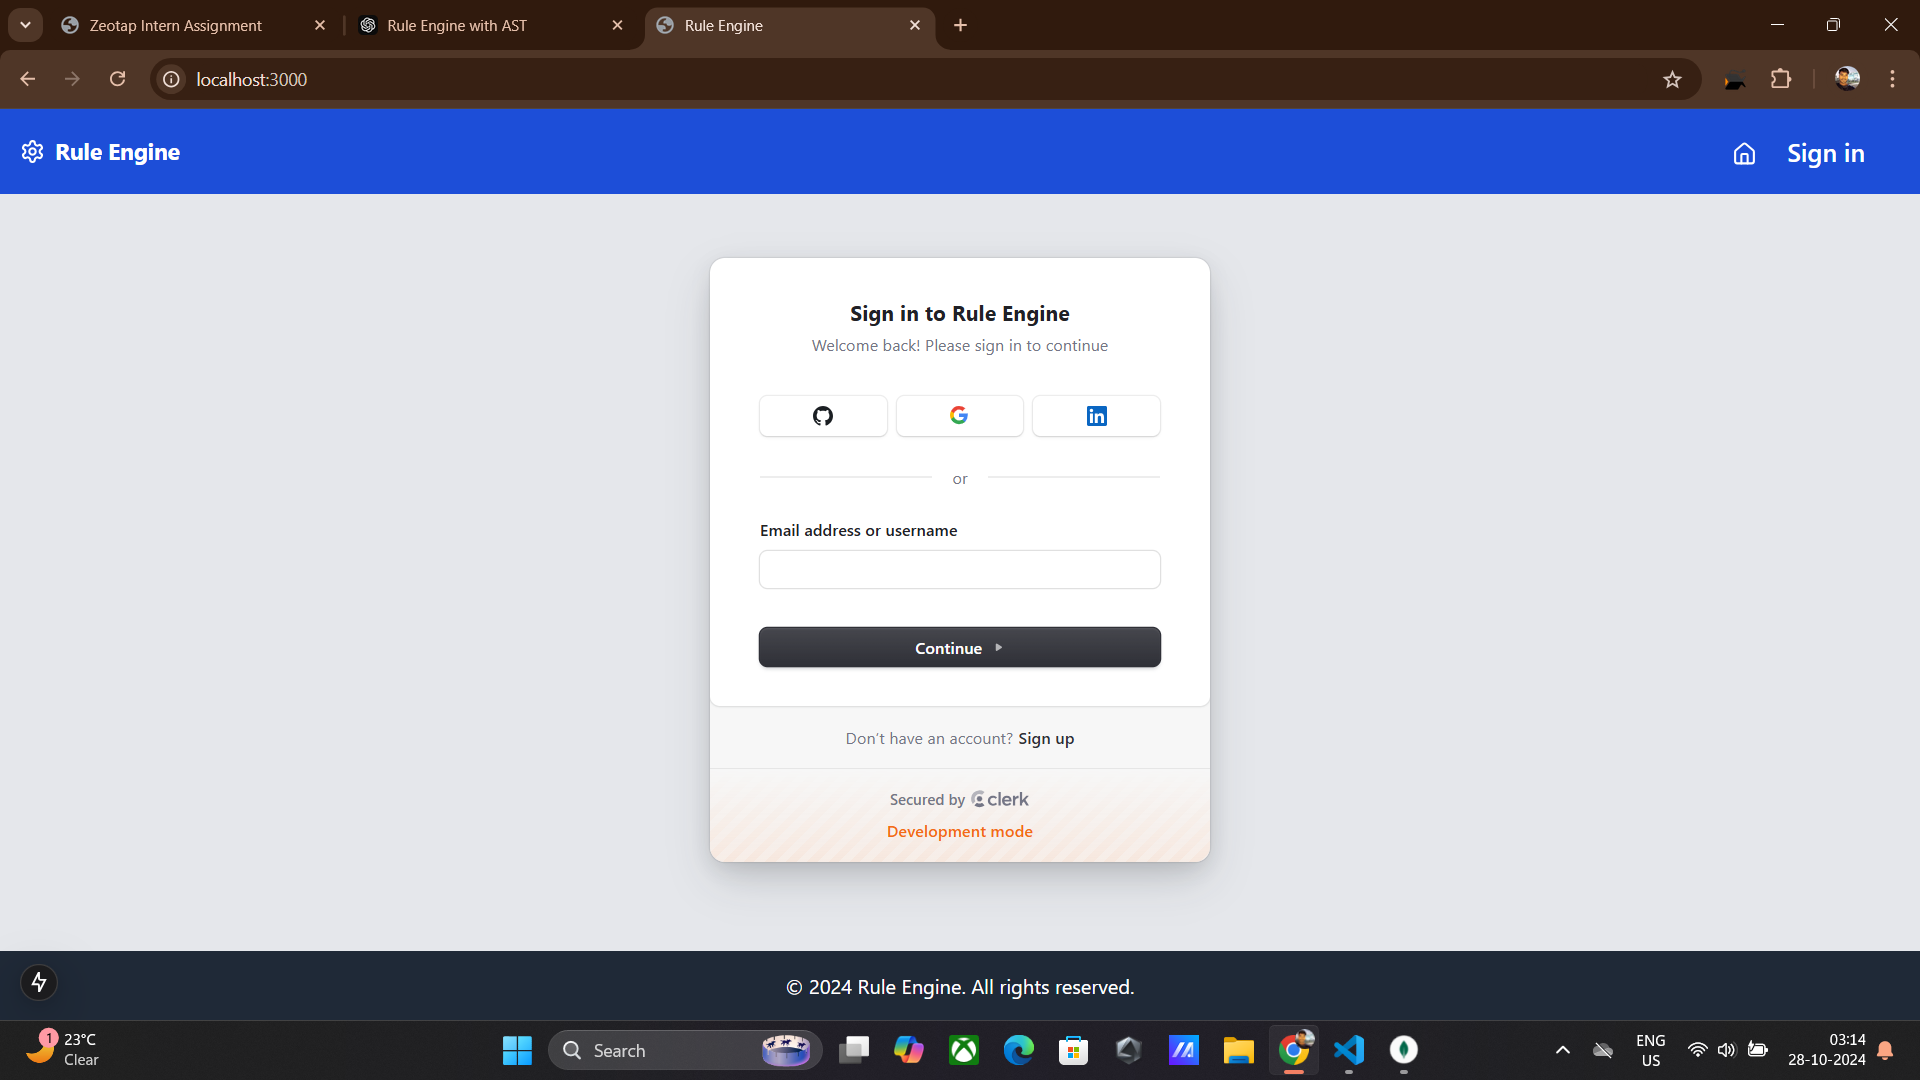 Zeotap Intern Assignment
Rule Engine with AST
Rule Engine
localhost:3000
Rule Engine
Sign in
Sign in to Rule Engine
Welcome back! Please sign in to continue
or
Email address or username
Continue
Don't have an account? Sign up
Secured by clerk
Development mode
© 2024 Rule Engine. All rights reserved.
1
23°C
Clear
Search
ENG
US
03:14
28-10-2024